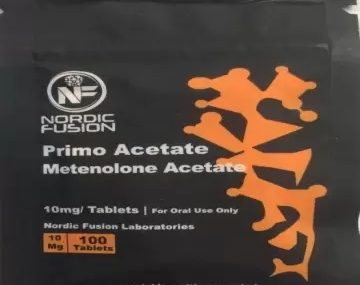 NF
NORDIC
FUSION
Primo Acetate
Metenolone Acetate
10mg/ Tablets | For Oral Use Only
Nordic Fusion Laboratories
10 100
Mg Tablets